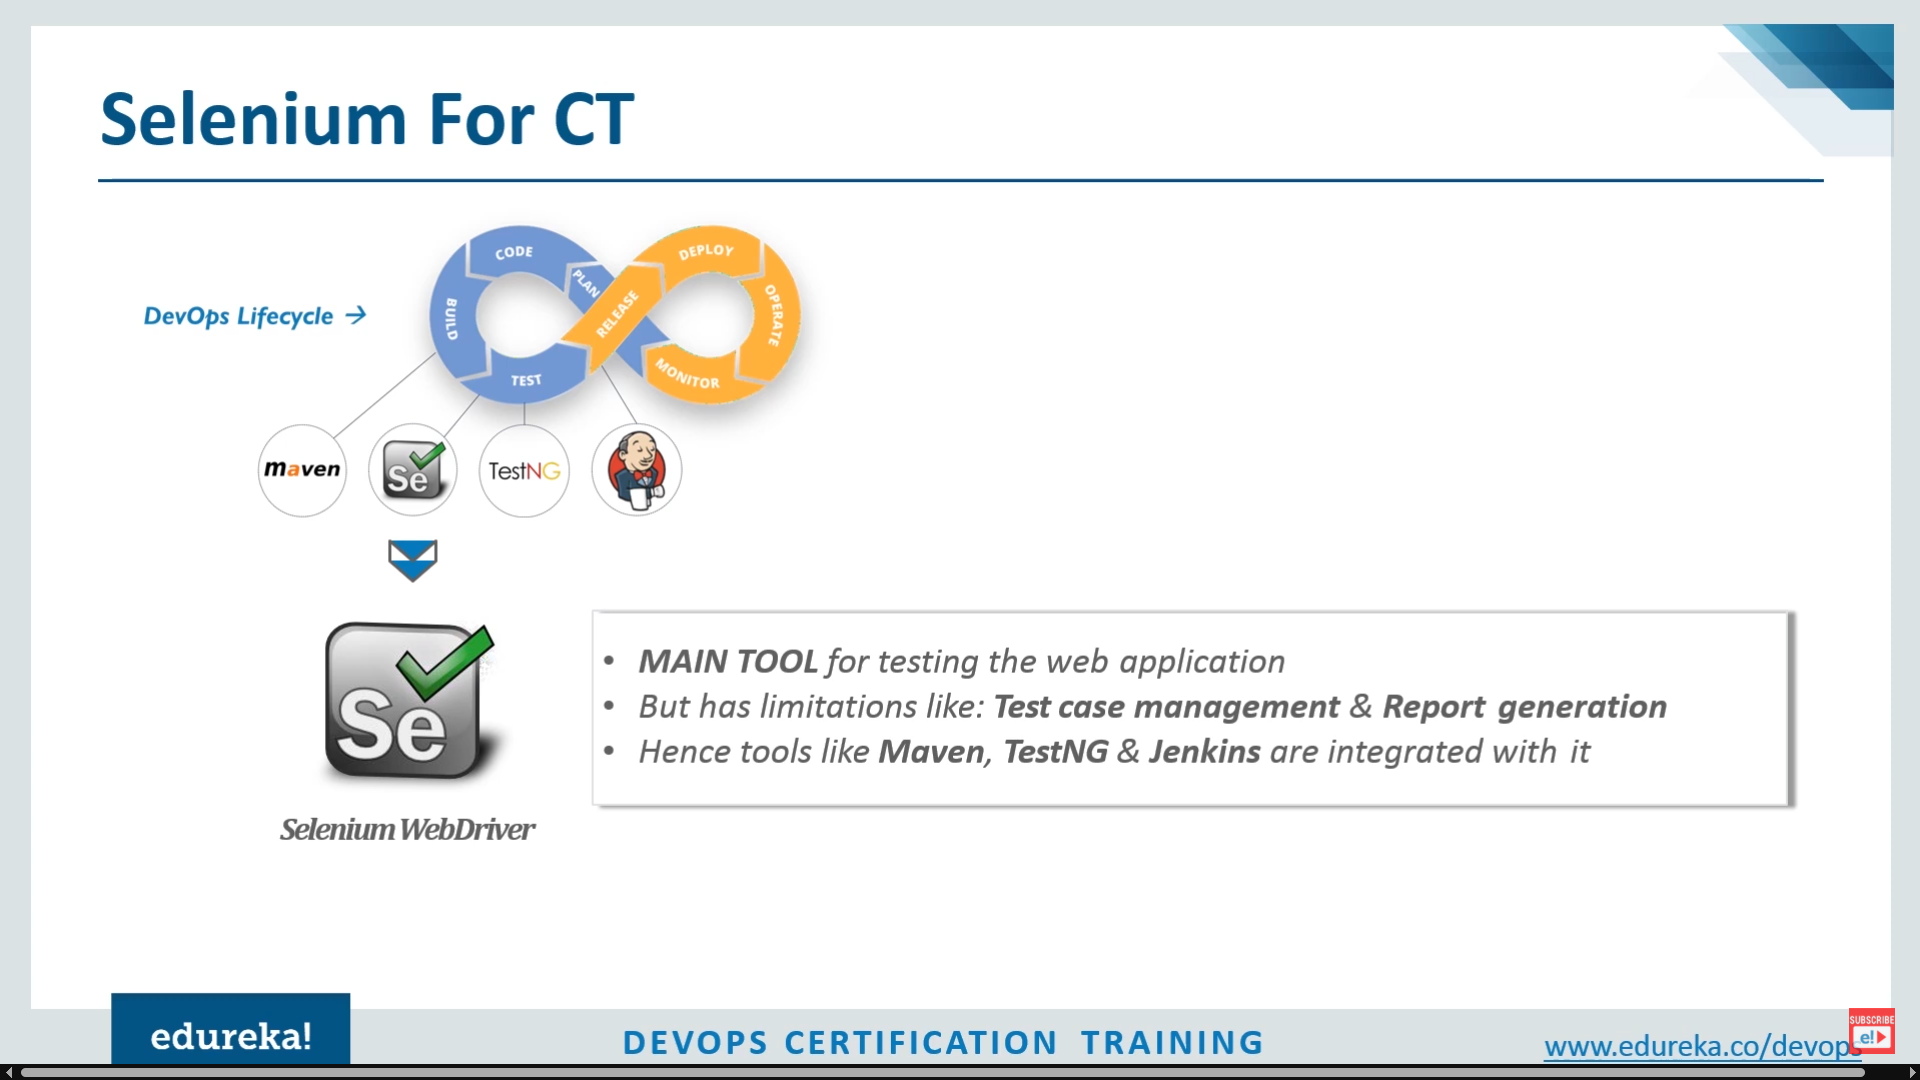 Selenium For CT
DevOps Lifecycle →
CODE
PLAN
BUILD
TEST
RELEASE
DEPLOY
OPERATE
MONITOR
maven
Se
TestNG
Se
Selenium WebDriver
• MAIN TOOL for testing the web application
• But has limitations like: Test case management & Report generation
• Hence tools like Maven, TestNG & Jenkins are integrated with it
edureka!
DEVOPS CERTIFICATION TRAINING
www.edureka.co/devops
SUBSCRIBE
e!